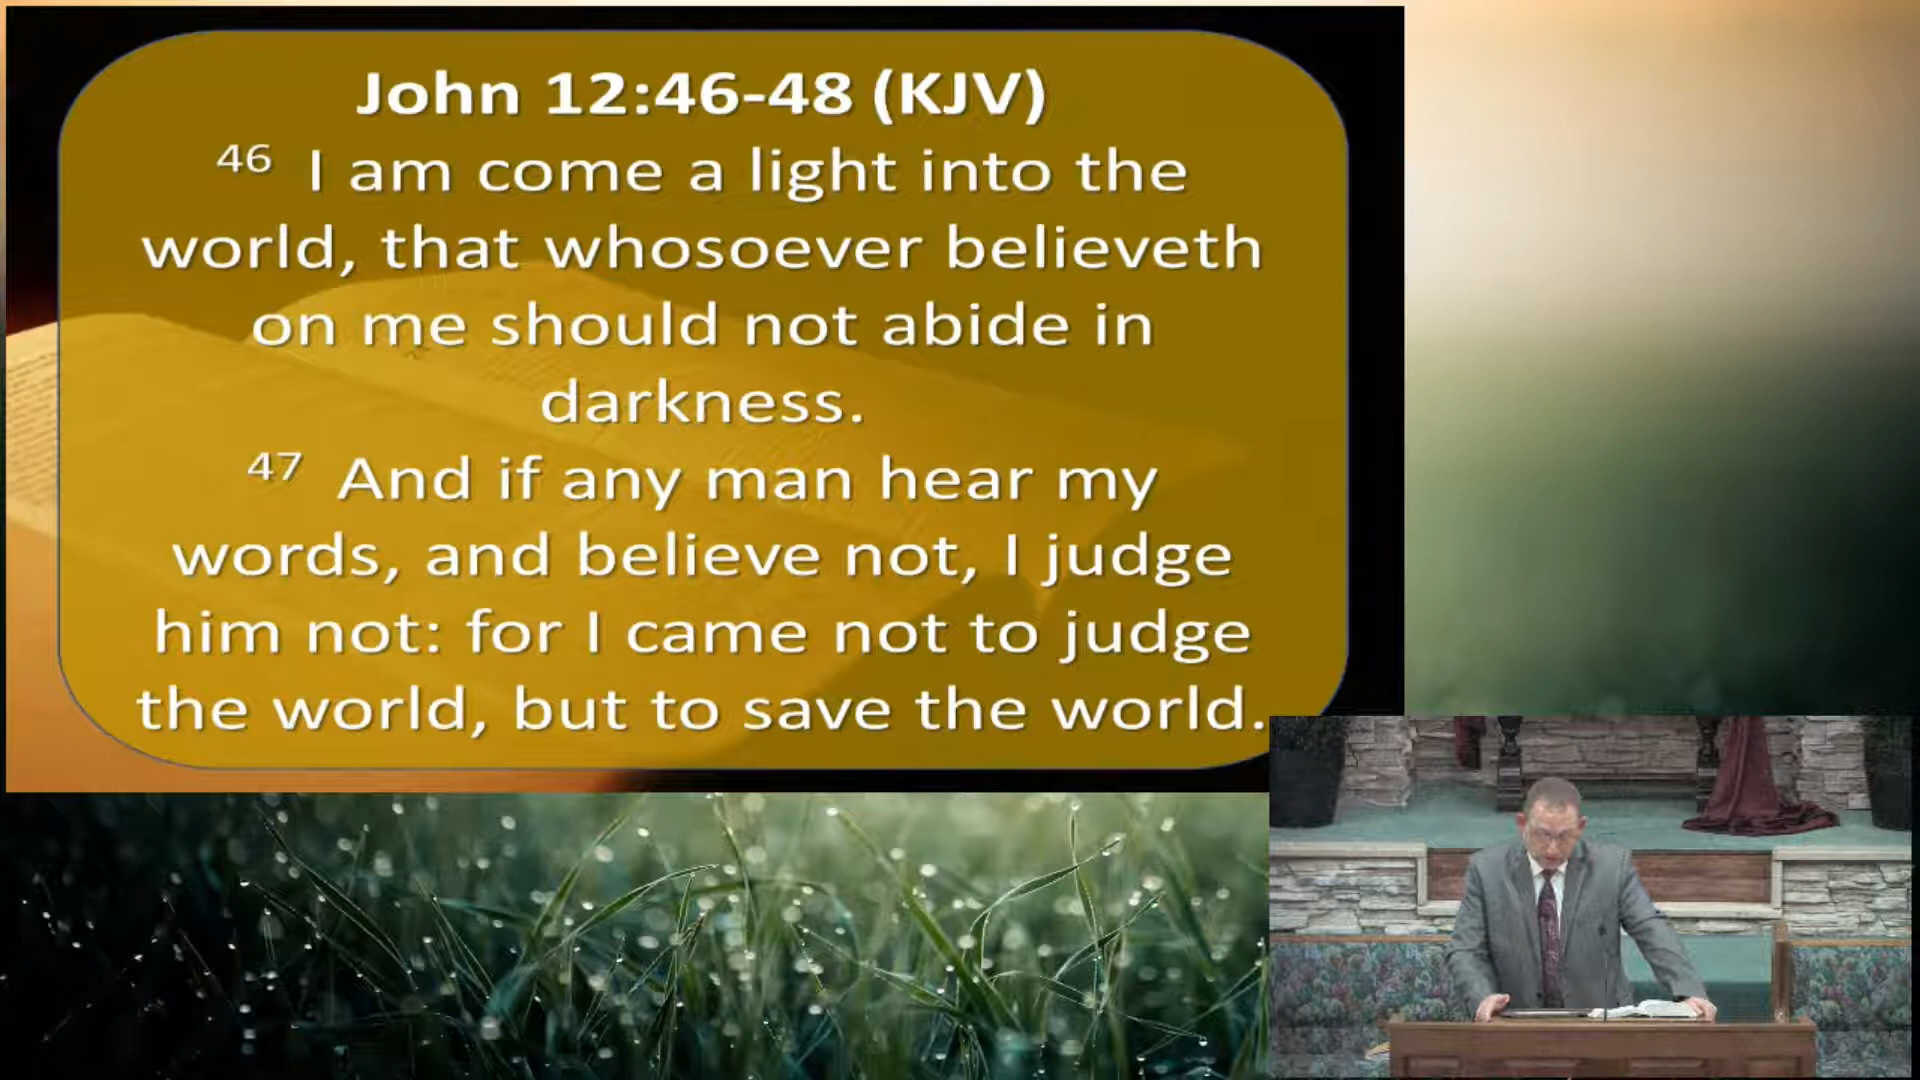 John 12:46-48 (KJV)
46 I am come a light into the
world, that whosoever believeth
on me should not abide in
darkness.
47 And if any man hear my
words, and believe not, I judge
him not: for I came not to judge
the world, but to save the world.